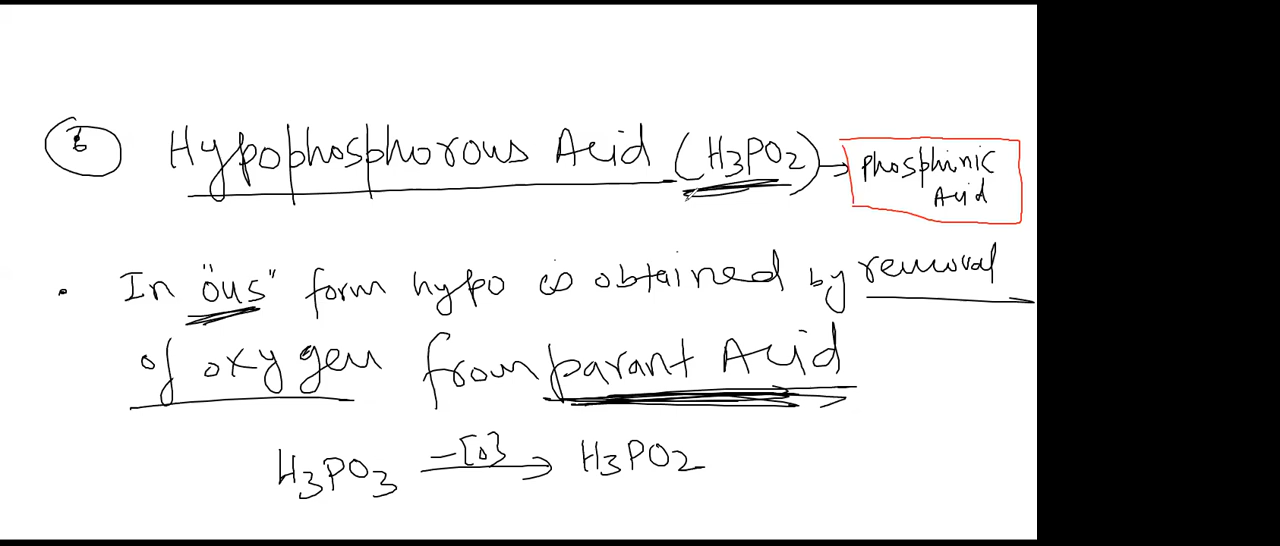 6 Hypophosphorous Acid (H3PO2) → Phosphinic Acid
. In "ous" form hypo is obtained by removal
of oxygen from parant Acid
H3PO3 —[o]→ H3PO2